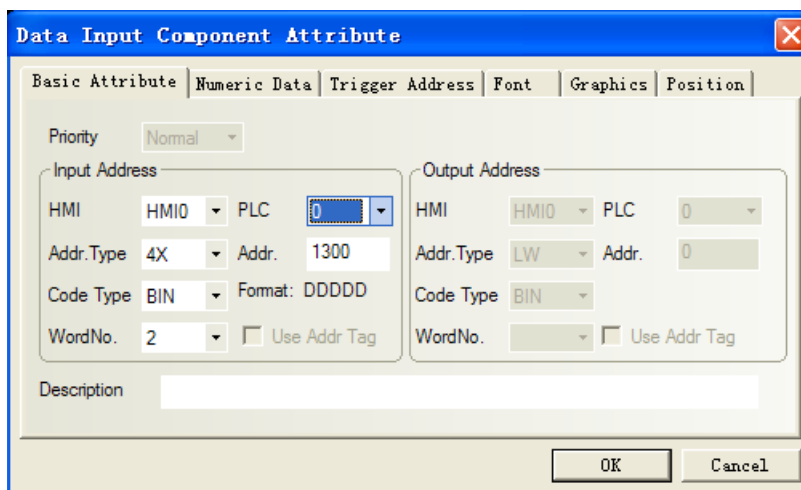 Data Input Component Attribute
Basic Attribute Numeric Data Trigger Address Font Graphics Position
Priority Normal
Input Address
HMI HMI0 PLC 0
Addr.Type 4X Addr. 1300
Code Type BIN Format: DDDDD
WordNo. 2 Use Addr Tag
Output Address
HMI HMI0 PLC 0
Addr.Type LW Addr. 0
Code Type BIN
WordNo. Use Addr Tag
Description
OK Cancel